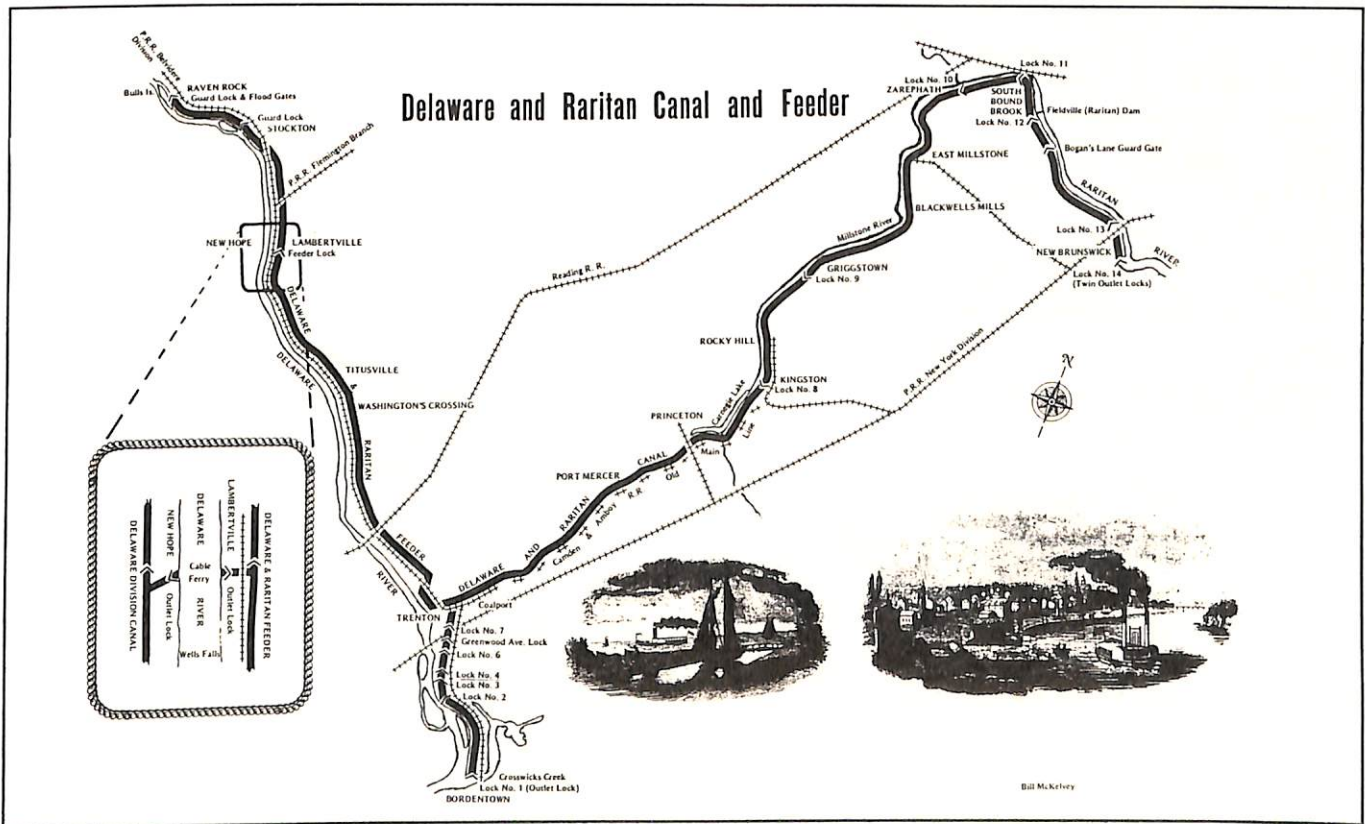 Delaware and Raritan Canal and Feeder
P.R.R. Belvidere
Division
Bulls Is.
RAVEN ROCK
Guard Lock & Flood Gates
Guard Lock
STOCKTON
P.R.R. Flemington Branch
NEW HOPE
LAMBERTVILLE
Feeder Lock
DELAWARE
&
RARITAN
FEEDER
DELAWARE
RIVER
TITUSVILLE
WASHINGTON'S CROSSING
Reading R. R.
TRENTON
Coalport
Lock No. 7
Greenwood Ave. Lock
Lock No. 6
Lock No. 4
Lock No. 3
Lock No. 2
Crosswicks Creek
Lock No. 1 (Outlet Lock)
BORDENTOWN
DELAWARE AND RARITAN CANAL
Camden & Amboy R.R. Old Main Line
PORT MERCER
PRINCETON
Carnegie Lake
KINGSTON
Lock No. 8
ROCKY HILL
GRIGGSTOWN
Lock No. 9
Millstone River
BLACKWELLS MILLS
EAST MILLSTONE
Lock No. 10
ZAREPHATH
Lock No. 11
SOUTH
BOUND
BROOK
Lock No. 12
Fieldville (Raritan) Dam
Bogan's Lane Guard Gate
RARITAN
RIVER
Lock No. 13
NEW BRUNSWICK
Lock No. 14
(Twin Outlet Locks)
P.R.R. New York Division
N
DELAWARE & RARITAN FEEDER
LAMBERTVILLE
Outlet Lock
DELAWARE
Cable
Ferry
RIVER
Wells Falls
NEW HOPE
Outlet Lock
DELAWARE DIVISION CANAL
Bill McKelvey